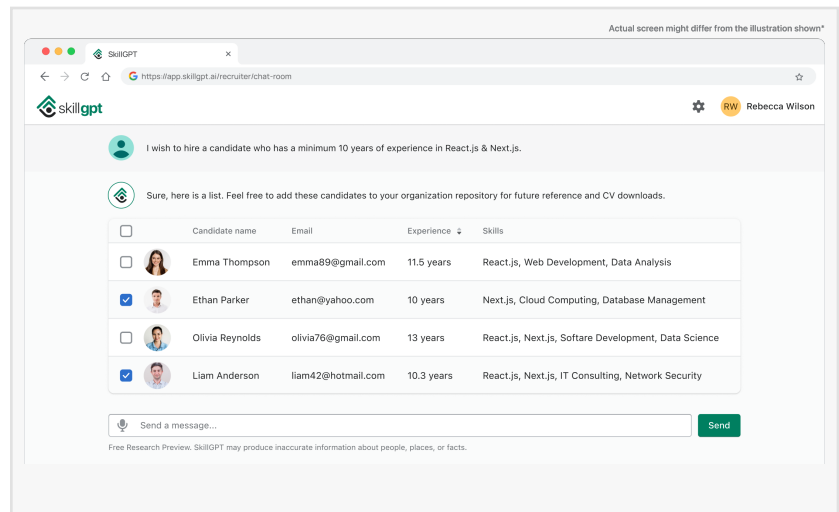 Actual screen might differ from the illustration shown*
SkillGPT
https://app.skillgpt.ai/recruiter/chat-room
skillgpt
RW Rebecca Wilson
I wish to hire a candidate who has a minimum 10 years of experience in React.js & Next.js.
Sure, here is a list. Feel free to add these candidates to your organization repository for future reference and CV downloads.
Candidate name Email Experience Skills
Emma Thompson emma89@gmail.com 11.5 years React.js, Web Development, Data Analysis
Ethan Parker ethan@yahoo.com 10 years Next.js, Cloud Computing, Database Management
Olivia Reynolds olivia76@gmail.com 13 years React.js, Next.js, Softare Development, Data Science
Liam Anderson liam42@hotmail.com 10.3 years React.js, Next.js, IT Consulting, Network Security
Send a message... Send
Free Research Preview. SkillGPT may produce inaccurate information about people, places, or facts.